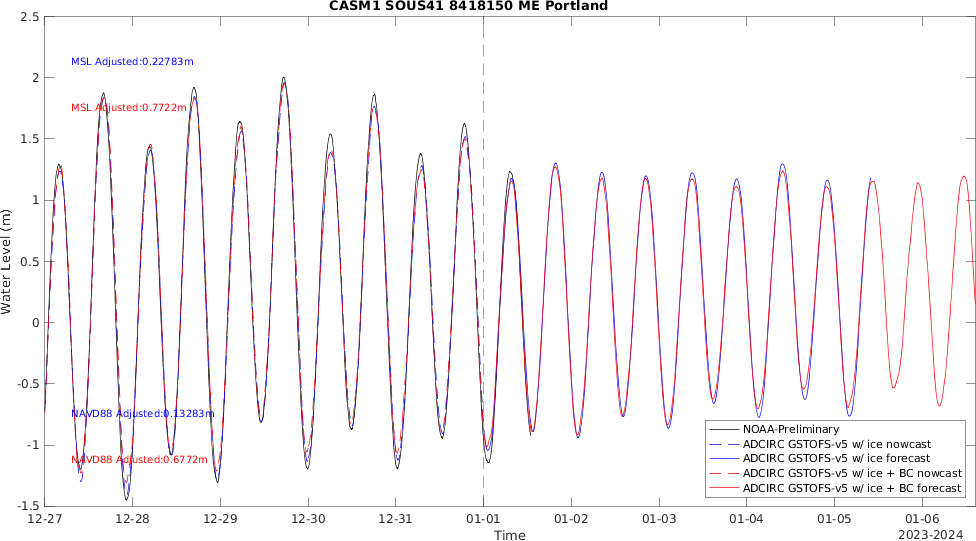 CASM1 SOUS41 8418150 ME Portland
2.5
2
1.5
1
0.5
0
-0.5
-1
-1.5
Water Level (m)
MSL Adjusted:0.22783m
MSL Adjusted:0.7722m
NAVD88 Adjusted:0.13283m
NAVD88 Adjusted:0.6772m
NOAA-Preliminary
ADCIRC GSTOFS-v5 w/ ice nowcast
ADCIRC GSTOFS-v5 w/ ice forecast
ADCIRC GSTOFS-v5 w/ ice + BC nowcast
ADCIRC GSTOFS-v5 w/ ice + BC forecast
12-27 12-28 12-29 12-30 12-31 01-01 01-02 01-03 01-04 01-05 01-06
Time
2023-2024